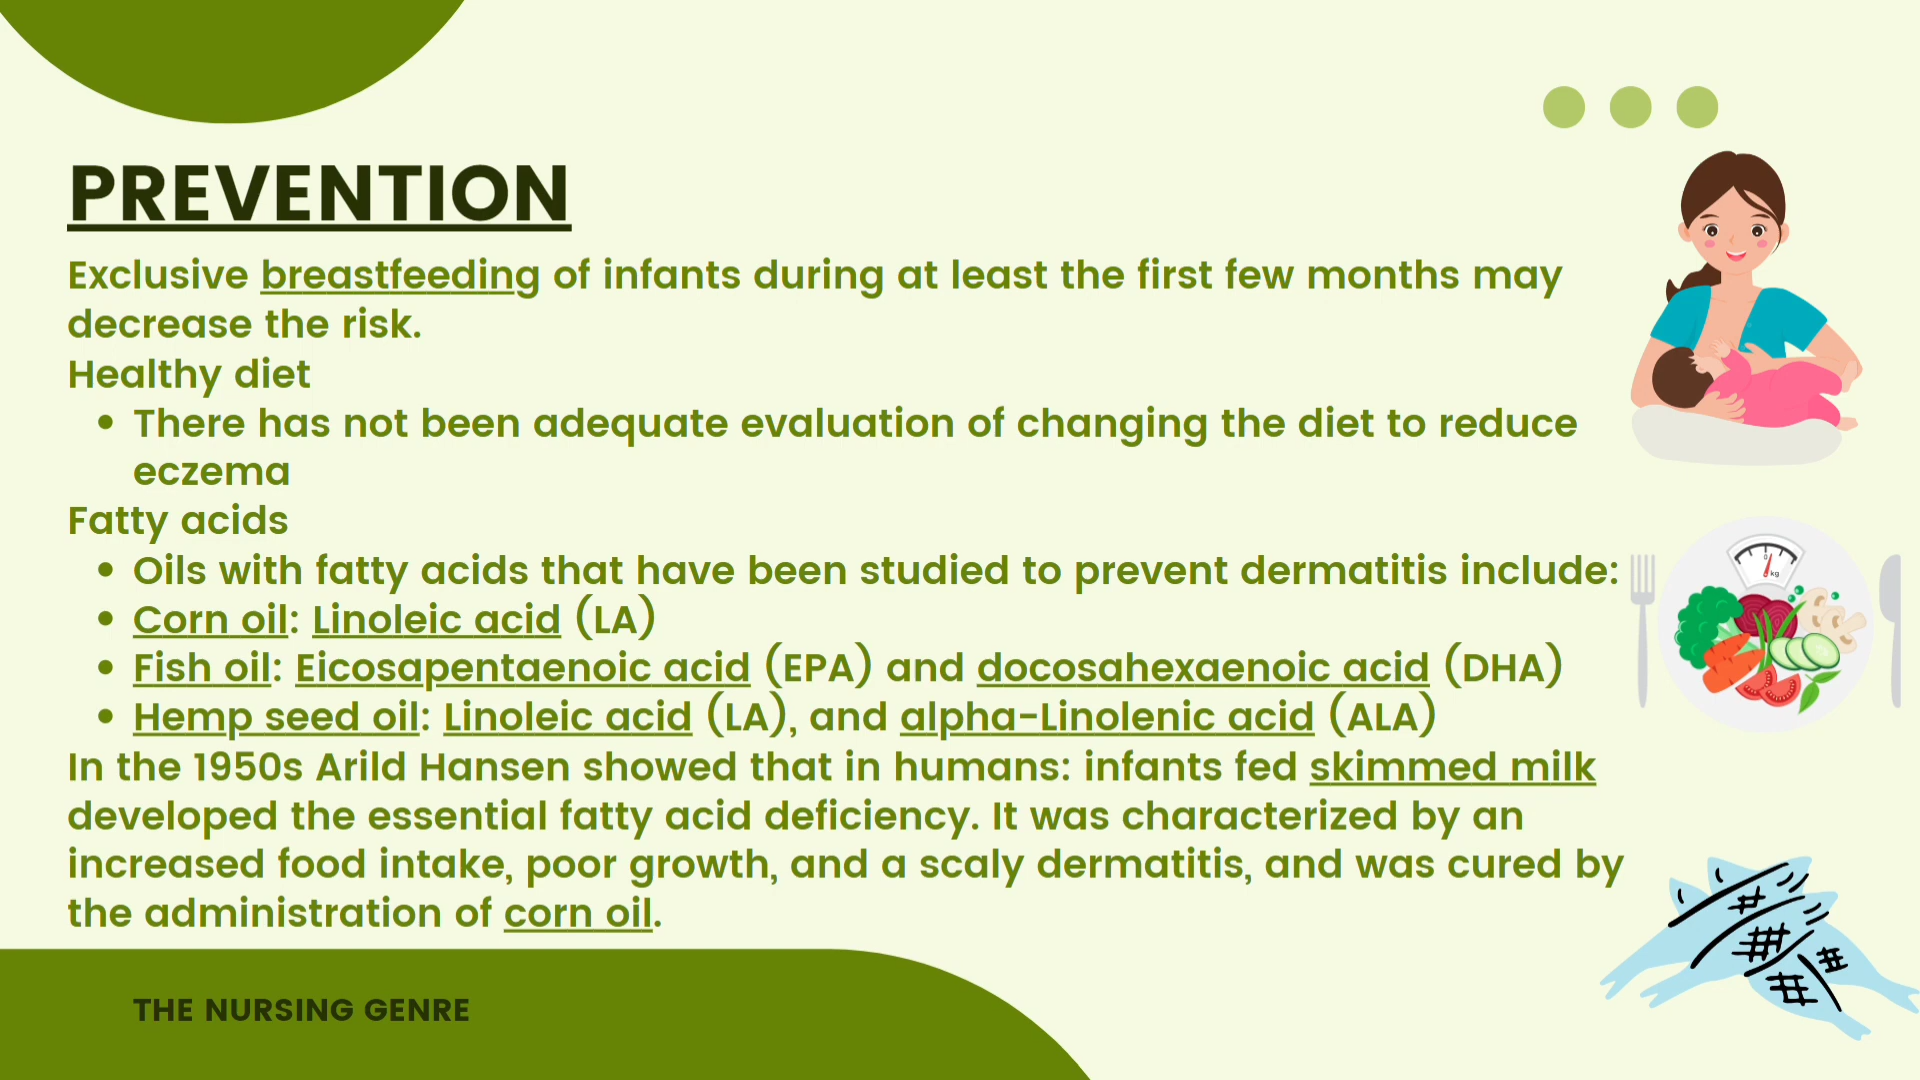 PREVENTION
Exclusive breastfeeding of infants during at least the first few months may
decrease the risk.
Healthy diet
• There has not been adequate evaluation of changing the diet to reduce
eczema
Fatty acids
• Oils with fatty acids that have been studied to prevent dermatitis include:
• Corn oil: Linoleic acid (LA)
• Fish oil: Eicosapentaenoic acid (EPA) and docosahexaenoic acid (DHA)
• Hemp seed oil: Linoleic acid (LA), and alpha-Linolenic acid (ALA)
In the 1950s Arild Hansen showed that in humans: infants fed skimmed milk
developed the essential fatty acid deficiency. It was characterized by an
increased food intake, poor growth, and a scaly dermatitis, and was cured by
the administration of corn oil.
0
kg
THE NURSING GENRE